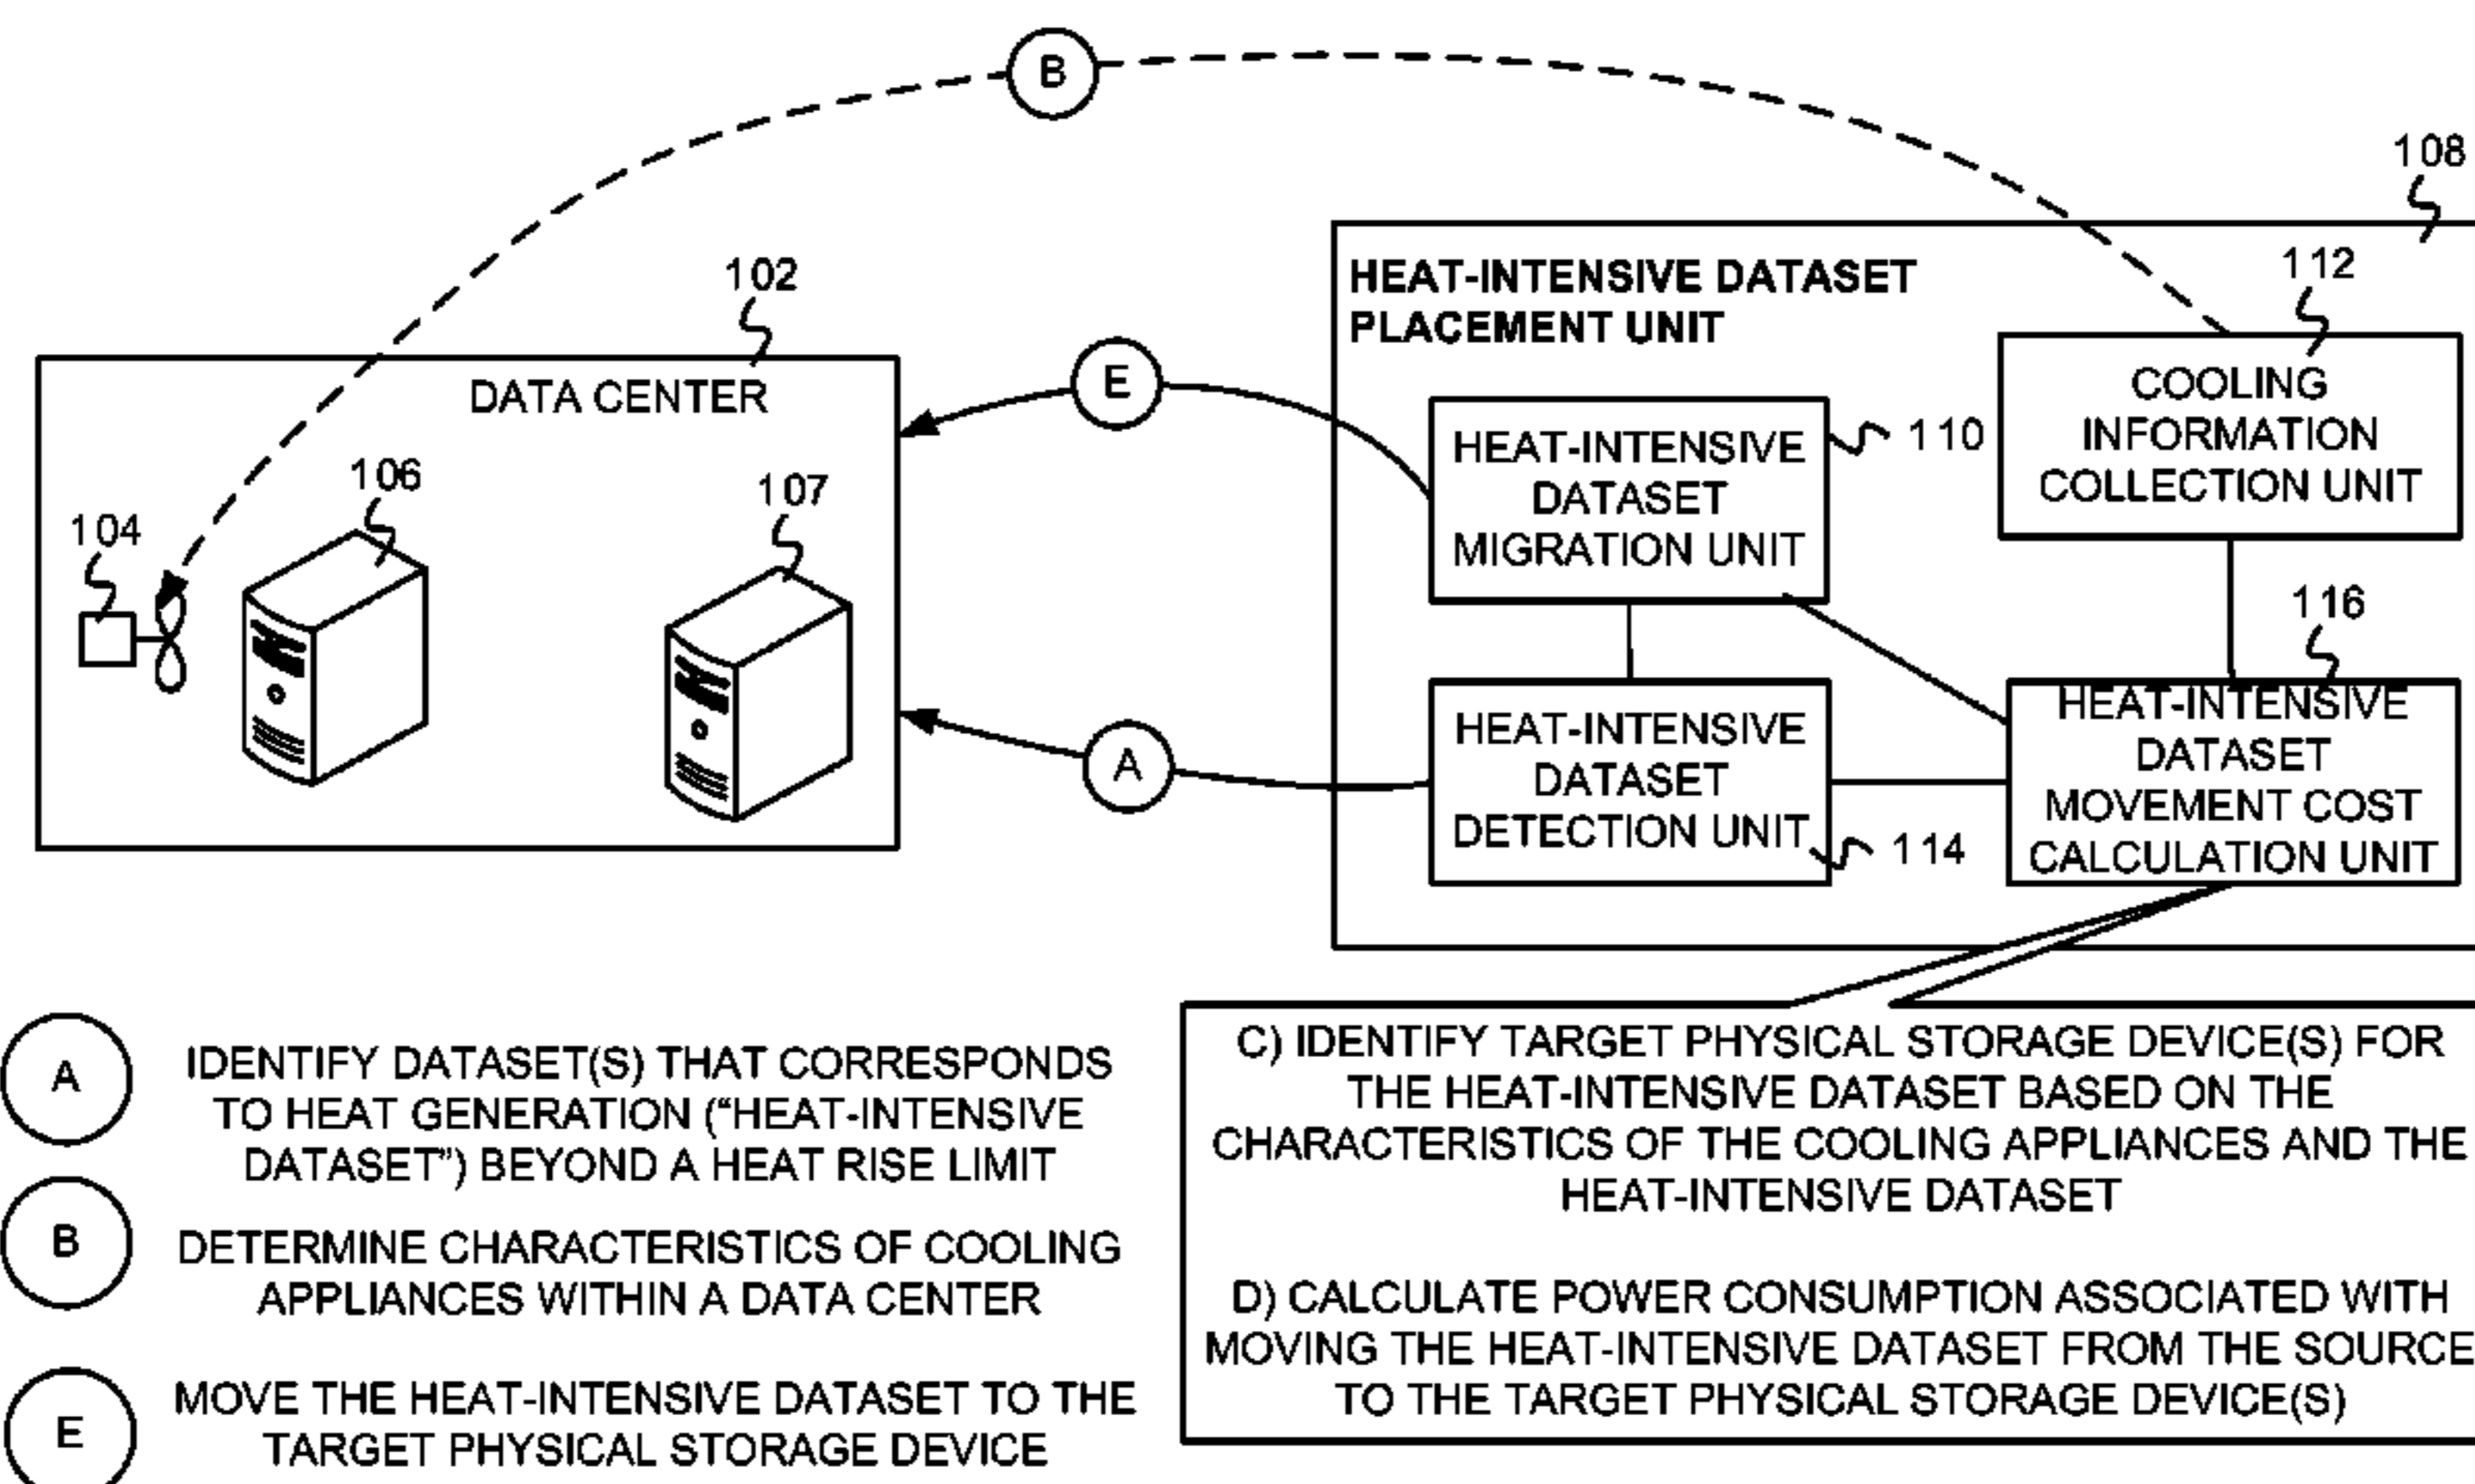 B
108
HEAT-INTENSIVE DATASET
PLACEMENT UNIT
112
102
COOLING
INFORMATION
COLLECTION UNIT
E
DATA CENTER
HEAT-INTENSIVE
DATASET
MIGRATION UNIT
110
106
107
104
116
HEAT-INTENSIVE
DATASET
DETECTION UNIT
114
HEAT-INTENSIVE
DATASET
MOVEMENT COST
CALCULATION UNIT
A
A
IDENTIFY DATASET(S) THAT CORRESPONDS
TO HEAT GENERATION (“HEAT-INTENSIVE
DATASET”) BEYOND A HEAT RISE LIMIT
B
DETERMINE CHARACTERISTICS OF COOLING
APPLIANCES WITHIN A DATA CENTER
E
MOVE THE HEAT-INTENSIVE DATASET TO THE
TARGET PHYSICAL STORAGE DEVICE
C) IDENTIFY TARGET PHYSICAL STORAGE DEVICE(S) FOR
THE HEAT-INTENSIVE DATASET BASED ON THE
CHARACTERISTICS OF THE COOLING APPLIANCES AND THE
HEAT-INTENSIVE DATASET
D) CALCULATE POWER CONSUMPTION ASSOCIATED WITH
MOVING THE HEAT-INTENSIVE DATASET FROM THE SOURCE
TO THE TARGET PHYSICAL STORAGE DEVICE(S)